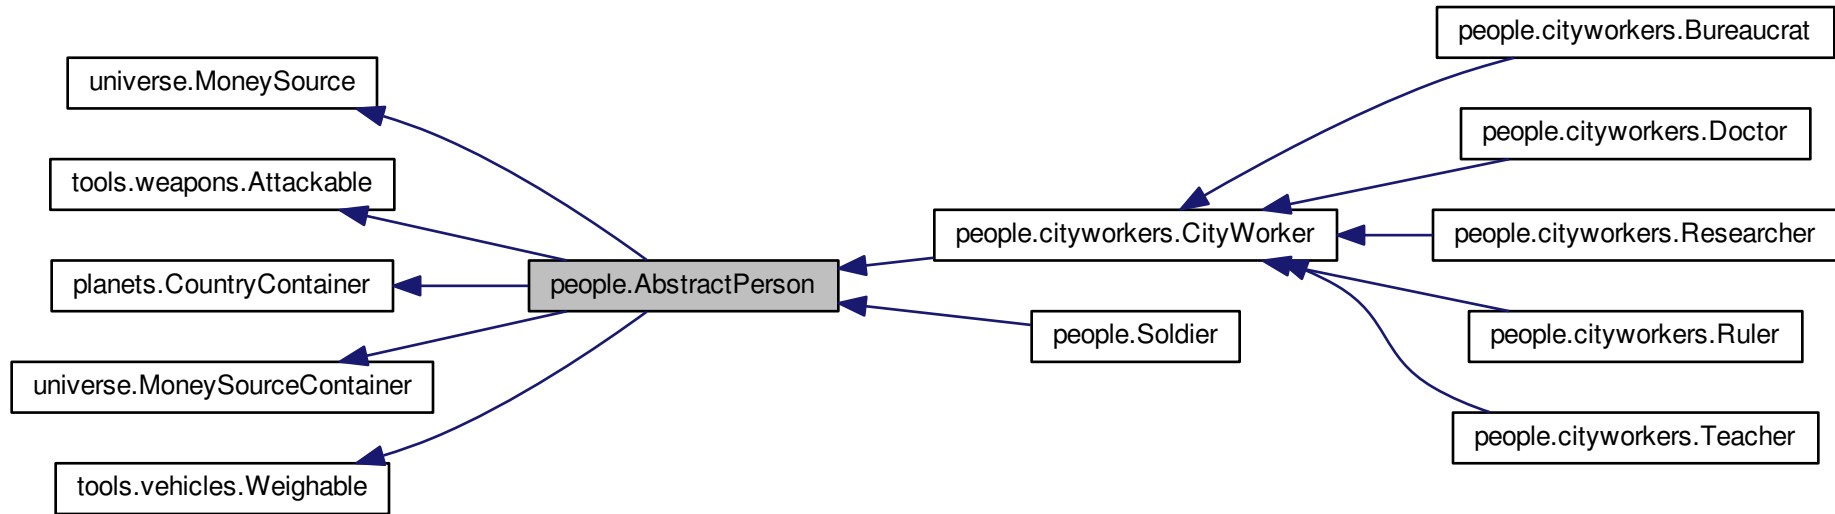 universe.MoneySource
tools.weapons.Attackable
planets.CountryContainer
universe.MoneySourceContainer
tools.vehicles.Weighable
people.AbstractPerson
people.cityworkers.CityWorker
people.Soldier
people.cityworkers.Bureaucrat
people.cityworkers.Doctor
people.cityworkers.Researcher
people.cityworkers.Ruler
people.cityworkers.Teacher